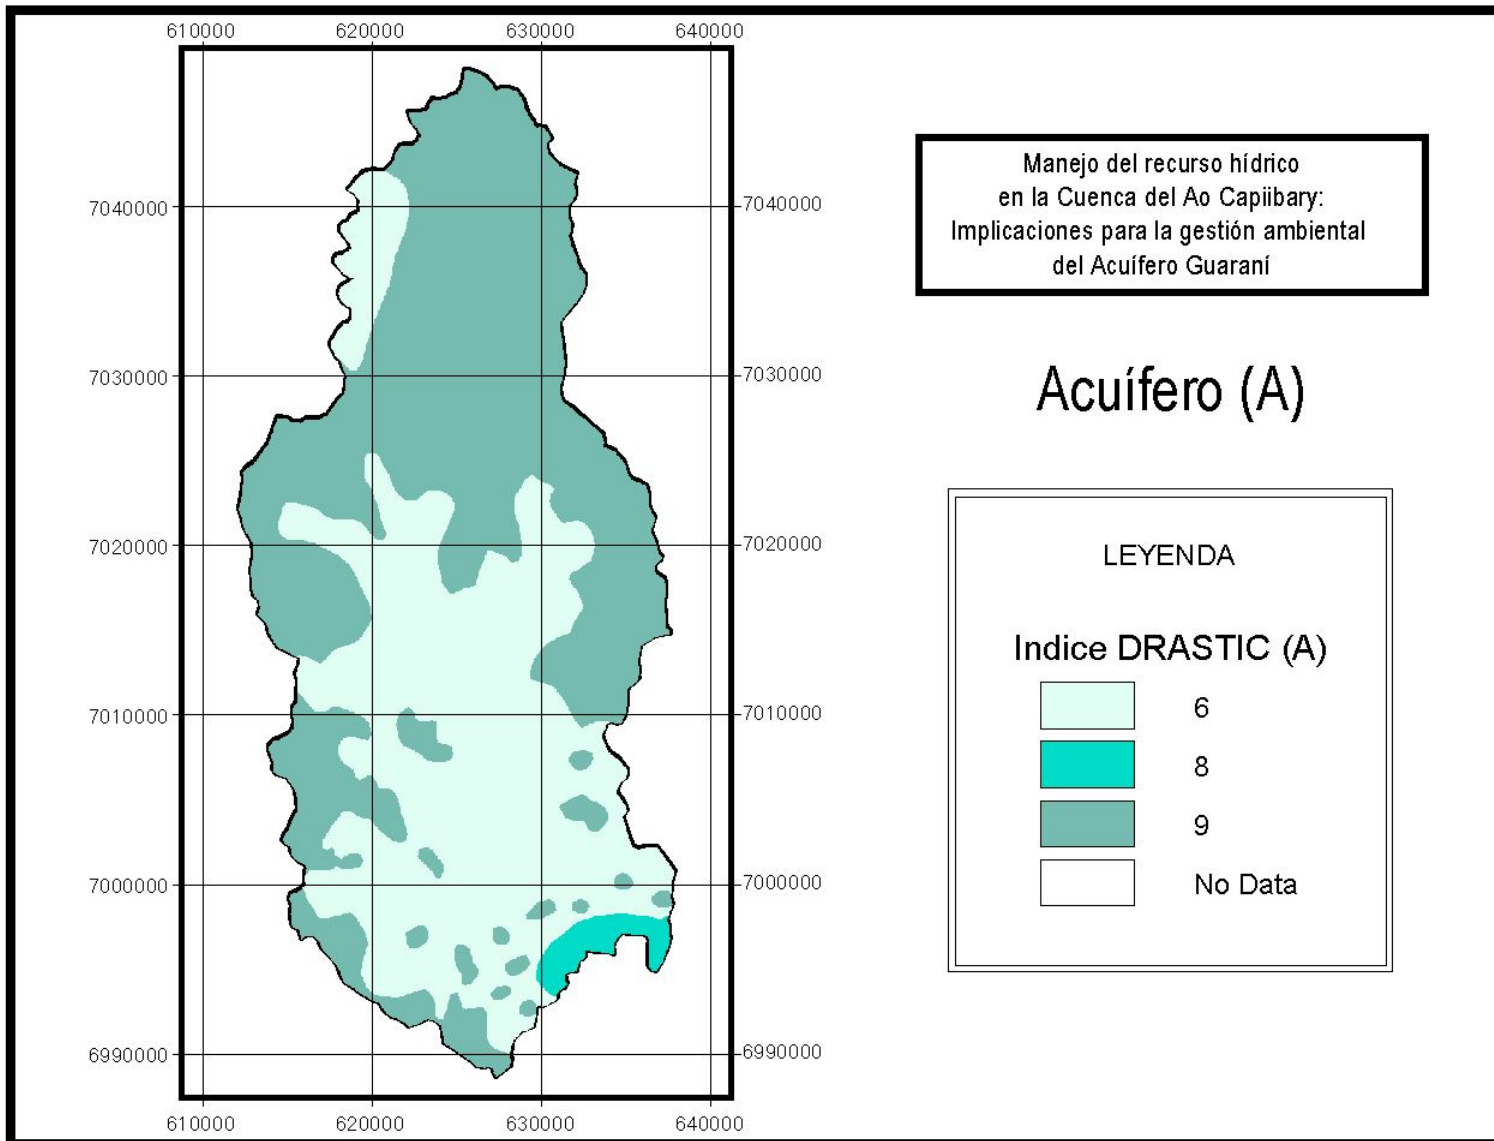 610000 620000 630000 640000
7040000 7040000
7030000 7030000
7020000 7020000
7010000 7010000
7000000 7000000
6990000 6990000
610000 620000 630000 640000
Manejo del recurso hídrico
en la Cuenca del Ao Capiibary:
Implicaciones para la gestión ambiental
del Acuífero Guaraní
Acuífero (A)
LEYENDA
Indice DRASTIC (A)
6
8
9
No Data